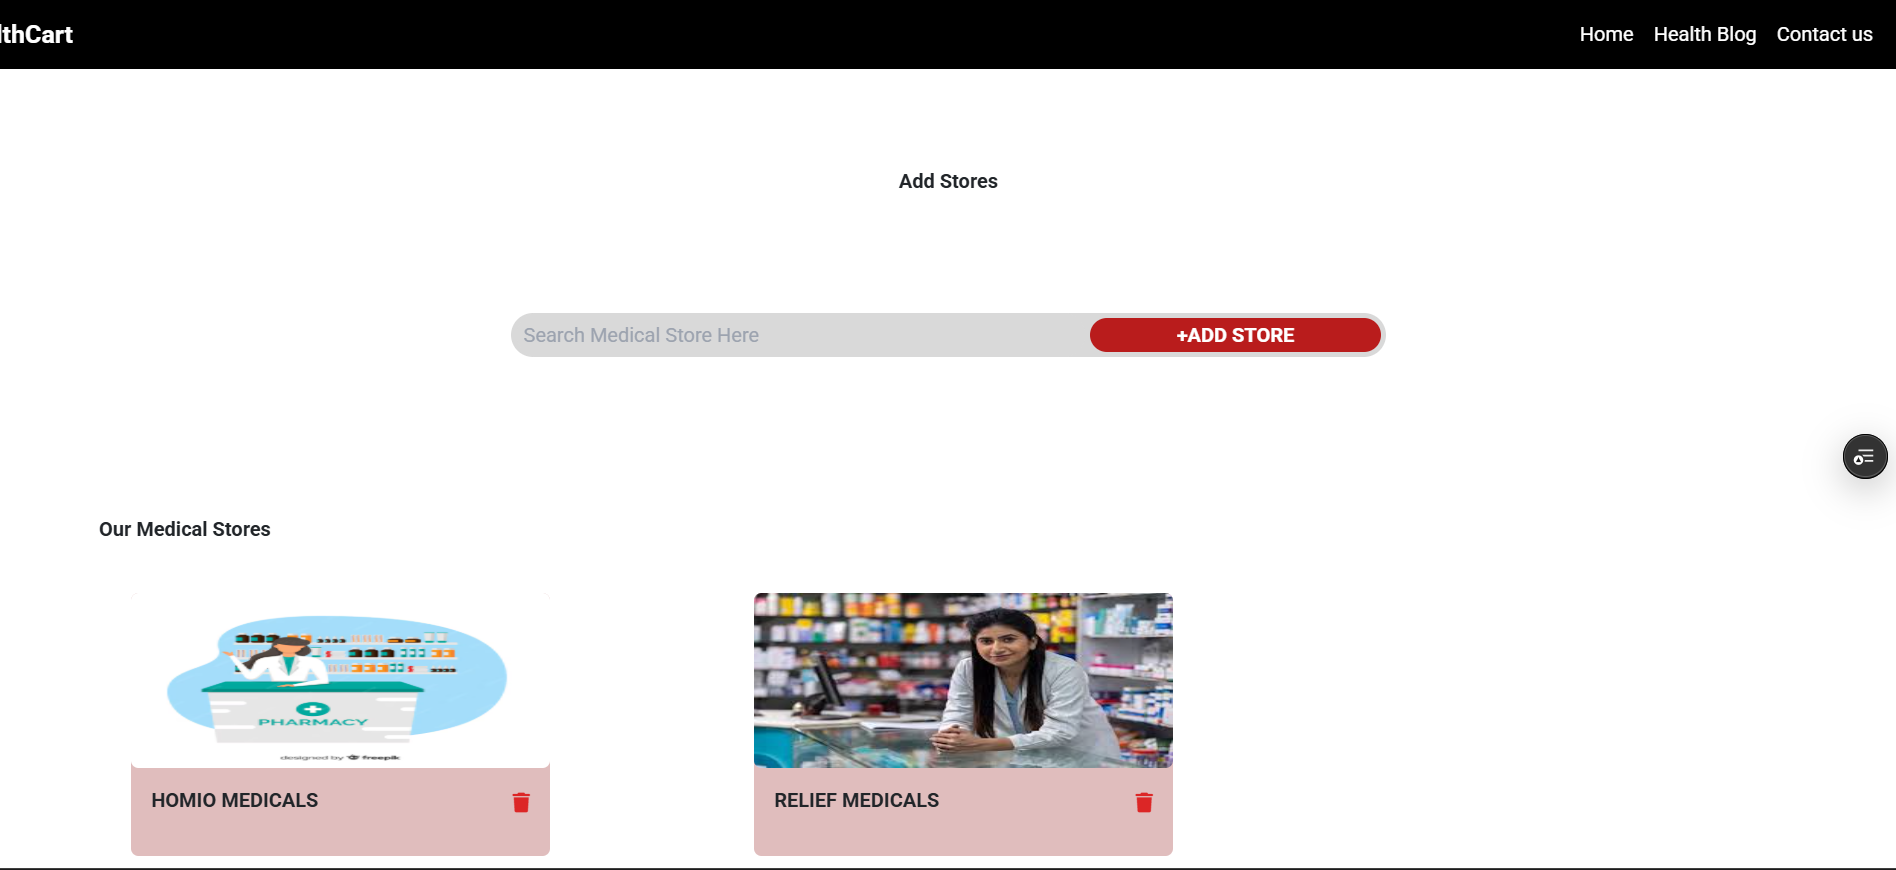 lthCart
Home Health Blog Contact us
Add Stores
Search Medical Store Here
+ADD STORE
Our Medical Stores
PHARMACY
designed by freepik
HOMIO MEDICALS
RELIEF MEDICALS